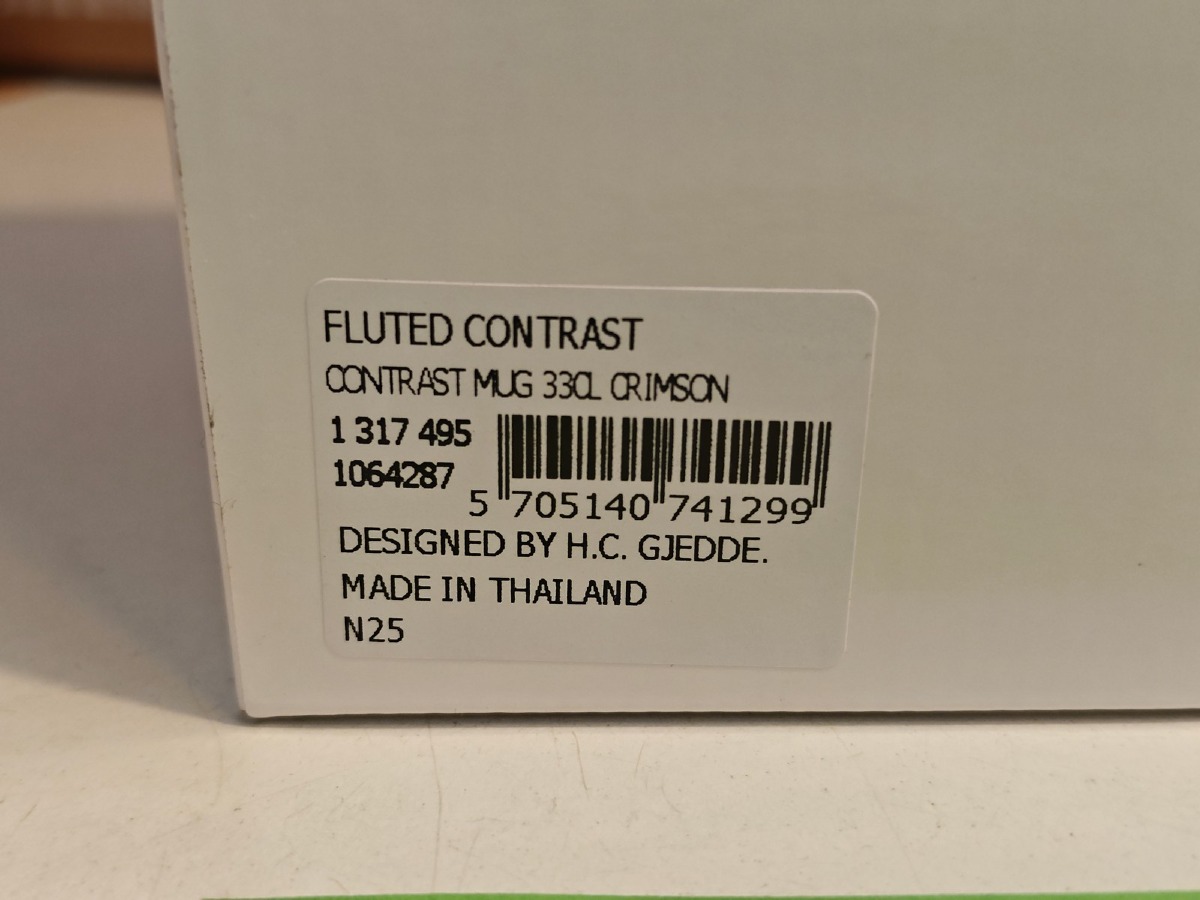 FLUTED CONTRAST
CONTRAST MUG 33CL CRIMSON
1 317 495
1064287
5 705140 741299
DESIGNED BY H.C. GJEDDE.
MADE IN THAILAND
N25